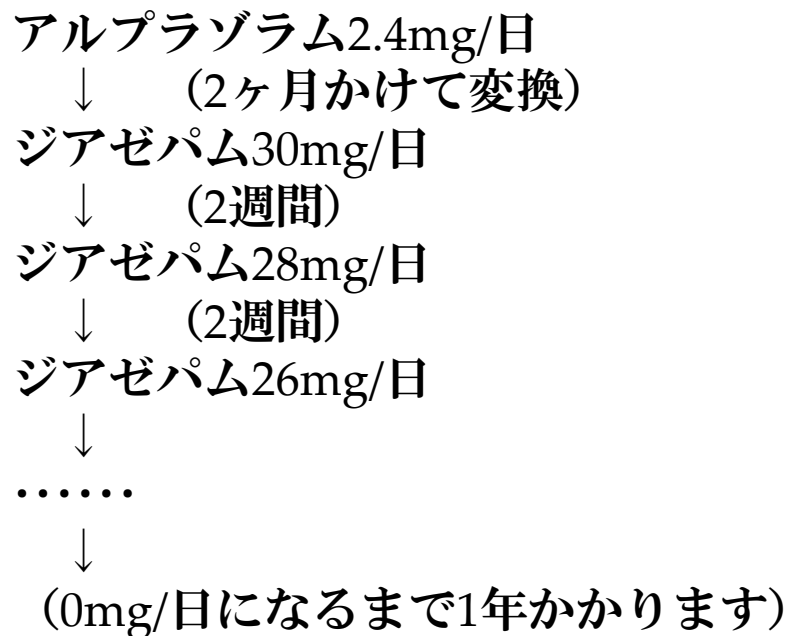 アルプラゾラム2.4mg/日
↓ （2ヶ月かけて変換）
ジアゼパム30mg/日
↓ （2週間）
ジアゼパム28mg/日
↓ （2週間）
ジアゼパム26mg/日
↓
……
↓
（0mg/日になるまで1年かかります）